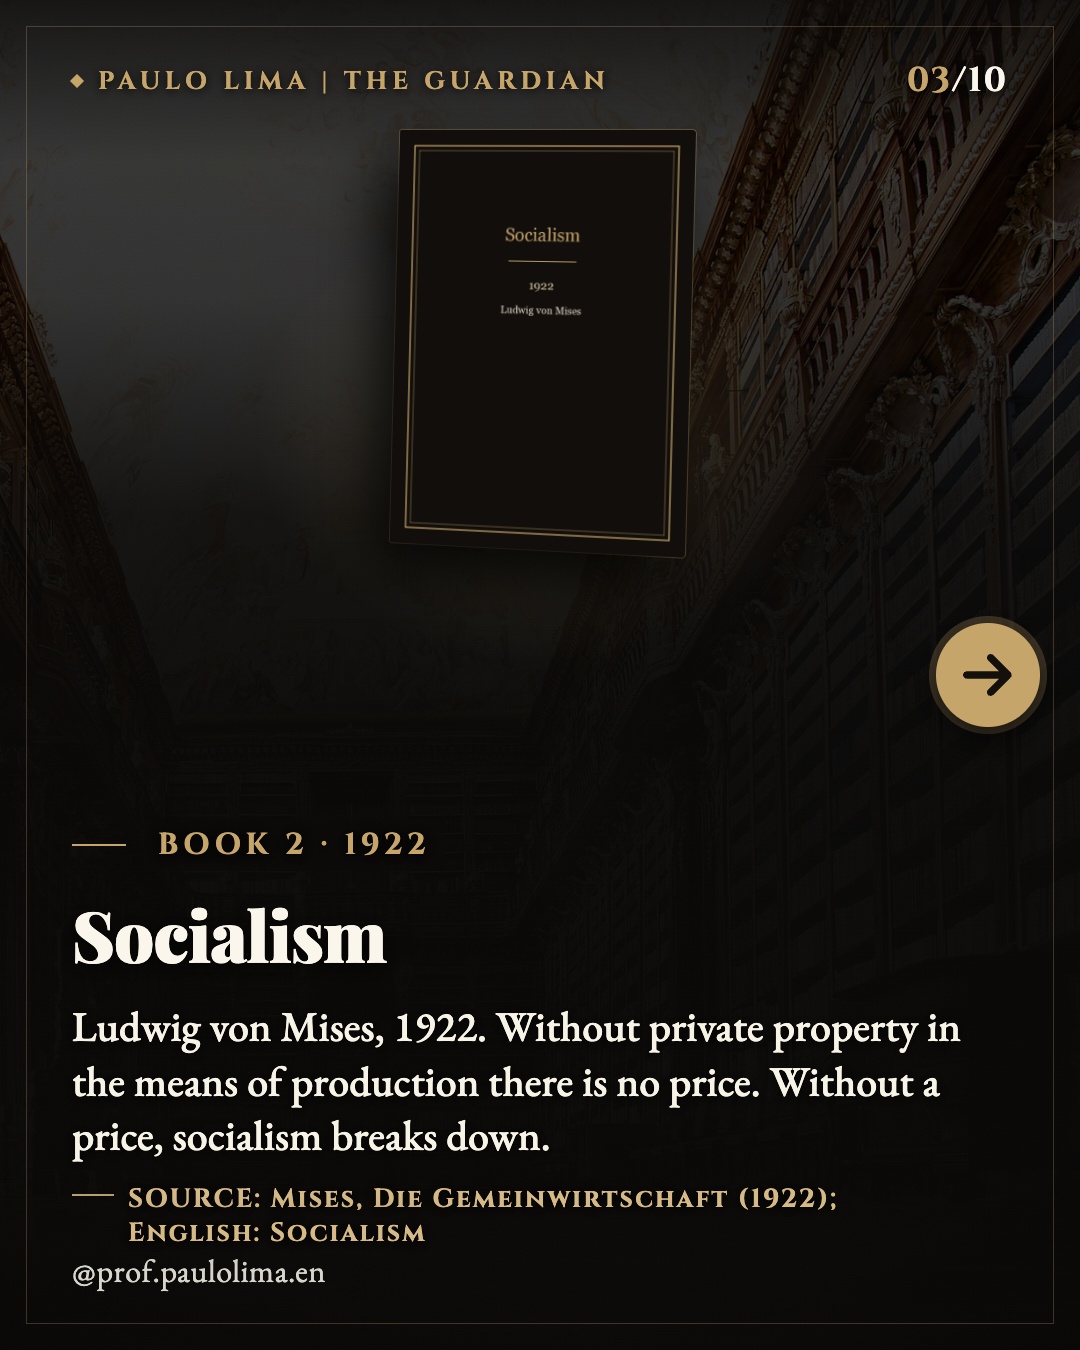 ◆ PAULO LIMA | THE GUARDIAN
03/10
Socialism
1922
Ludwig von Mises
BOOK 2 · 1922
Socialism
Ludwig von Mises, 1922. Without private property in
the means of production there is no price. Without a
price, socialism breaks down.
SOURCE: Mises, Die Gemeinwirtschaft (1922);
English: Socialism
@prof.paulolima.en